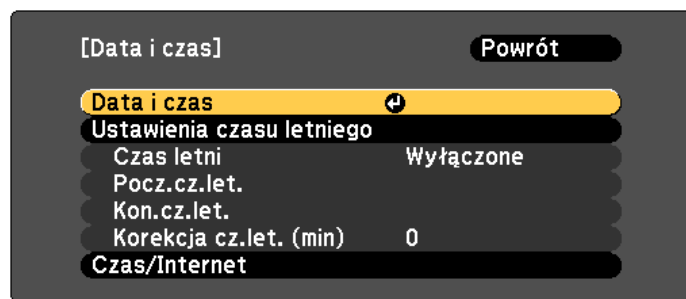 [Data i czas] Powrót
Data i czas
Ustawienia czasu letniego
Czas letni Wyłączone
Pocz.cz.let.
Kon.cz.let.
Korekcja cz.let. (min) 0
Czas/Internet